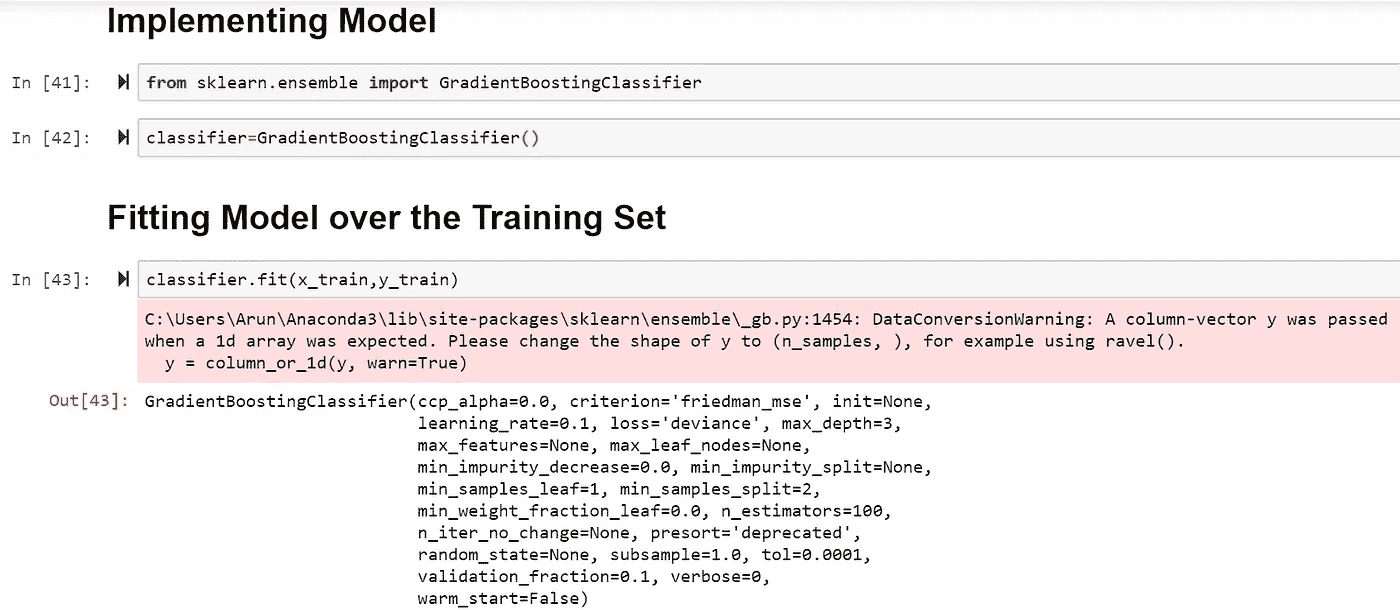 Implementing Model
In [41]: from sklearn.ensemble import GradientBoostingClassifier
In [42]: classifier=GradientBoostingClassifier()
Fitting Model over the Training Set
In [43]: classifier.fit(x_train,y_train)
C:\Users\Arun\Anaconda3\lib\site-packages\sklearn\ensemble\_gb.py:1454: DataConversionWarning: A column-vector y was passed
when a 1d array was expected. Please change the shape of y to (n_samples, ), for example using ravel().
y = column_or_1d(y, warn=True)
Out[43]: GradientBoostingClassifier(ccp_alpha=0.0, criterion='friedman_mse', init=None,
learning_rate=0.1, loss='deviance', max_depth=3,
max_features=None, max_leaf_nodes=None,
min_impurity_decrease=0.0, min_impurity_split=None,
min_samples_leaf=1, min_samples_split=2,
min_weight_fraction_leaf=0.0, n_estimators=100,
n_iter_no_change=None, presort='deprecated',
random_state=None, subsample=1.0, tol=0.0001,
validation_fraction=0.1, verbose=0,
warm_start=False)